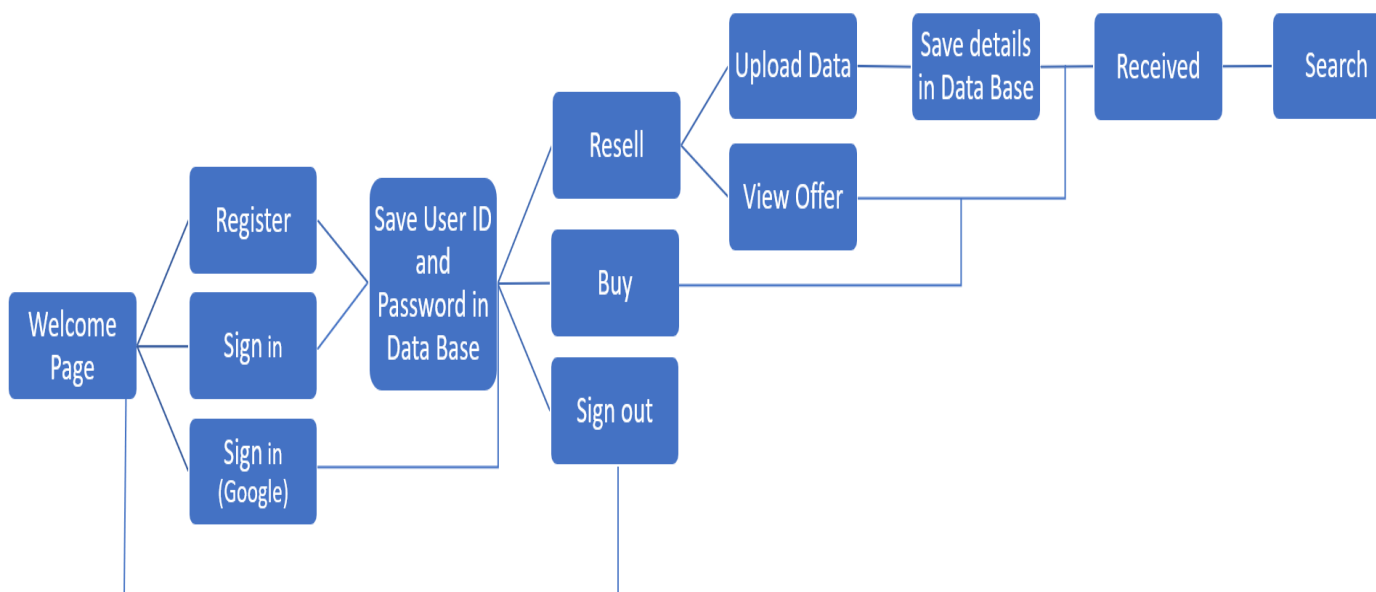 Welcome
Page
Register
Sign in
Sign in
(Google)
Save User ID
and
Password in
Data Base
Resell
Buy
Sign out
Upload Data
View Offer
Save details
in Data Base
Received
Search